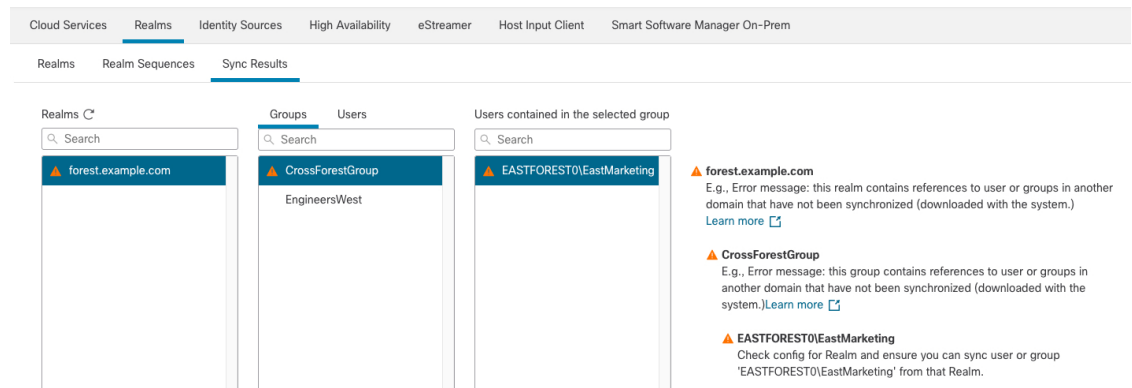 Cloud Services Realms Identity Sources High Availability eStreamer Host Input Client Smart Software Manager On-Prem
Realms Realm Sequences Sync Results
Realms Groups Users Users contained in the selected group
Search Search Search
forest.example.com CrossForestGroup EASTFOREST0\EastMarketing
EngineersWest
forest.example.com
E.g., Error message: this realm contains references to user or groups in another
domain that have not been synchronized (downloaded with the system.)
Learn more
CrossForestGroup
E.g., Error message: this group contains references to user or groups in
another domain that have not been synchronized (downloaded with the
system.)Learn more
EASTFOREST0\EastMarketing
Check config for Realm and ensure you can sync user or group
'EASTFOREST0\EastMarketing' from that Realm.